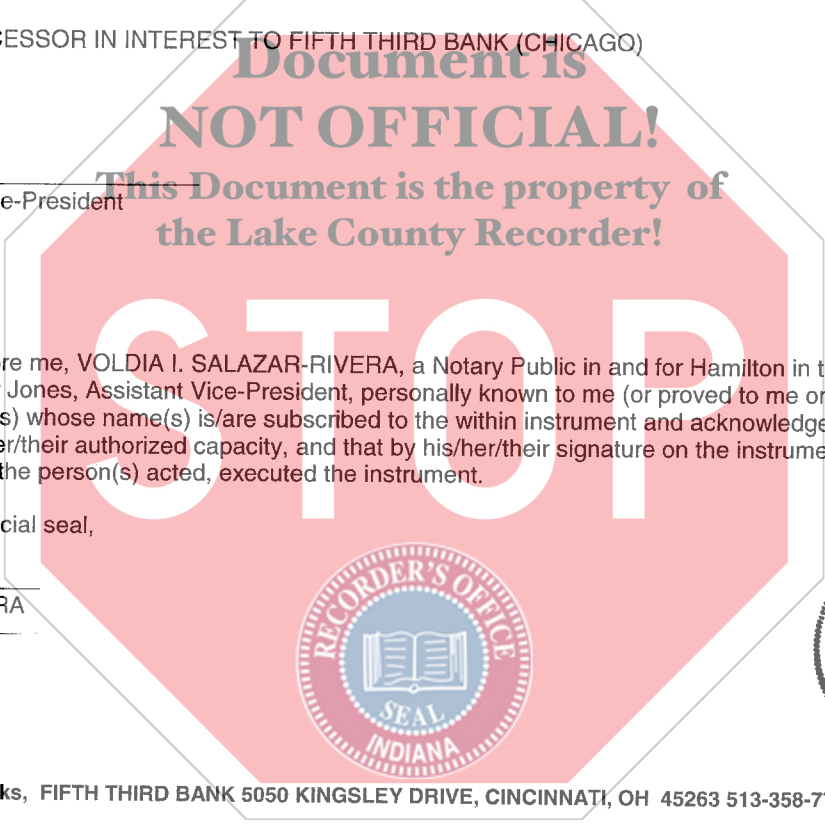 CESSOR IN INTEREST TO FIFTH THIRD BANK (CHICAGO)
Document is
NOT OFFICIAL!
This Document is the property of
e-President
the Lake County Recorder!
STOP
re me, VOLDIA I. SALAZAR-RIVERA, a Notary Public in and for Hamilton in t
Jones, Assistant Vice-President, personally known to me (or proved to me or
s) whose name(s) is/are subscribed to the within instrument and acknowledge
er/their authorized capacity, and that by his/her/their signature on the instrume
the person(s) acted, executed the instrument.
cial seal,
RECORDER'S OFFICE
RA
SEAL
INDIANA
ks, FIFTH THIRD BANK 5050 KINGSLEY DRIVE, CINCINNATI, OH 45263 513-358-7